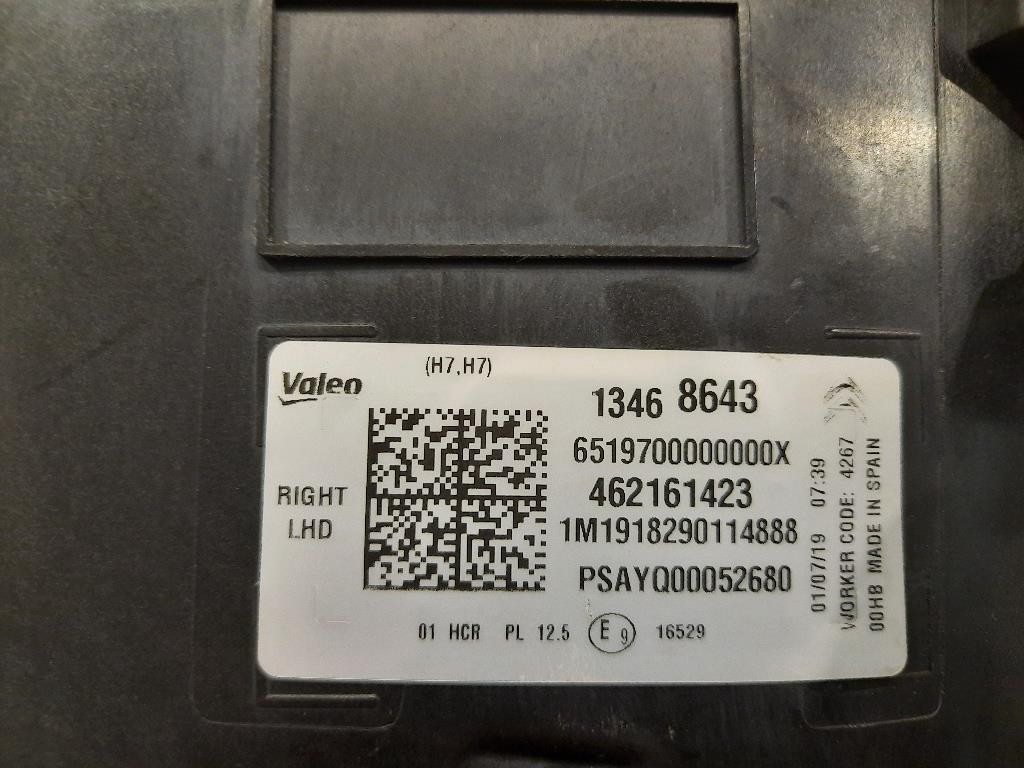 Valeo
(H7,H7)
1346 8643
6519700000000X
462161423
1M1918290114888
PSAYQ00052680
RIGHT
LHD
01 HCR PL 12.5 E9 16529
01/07/19 07:39
WORKER CODE: 4267
00HB MADE IN SPAIN